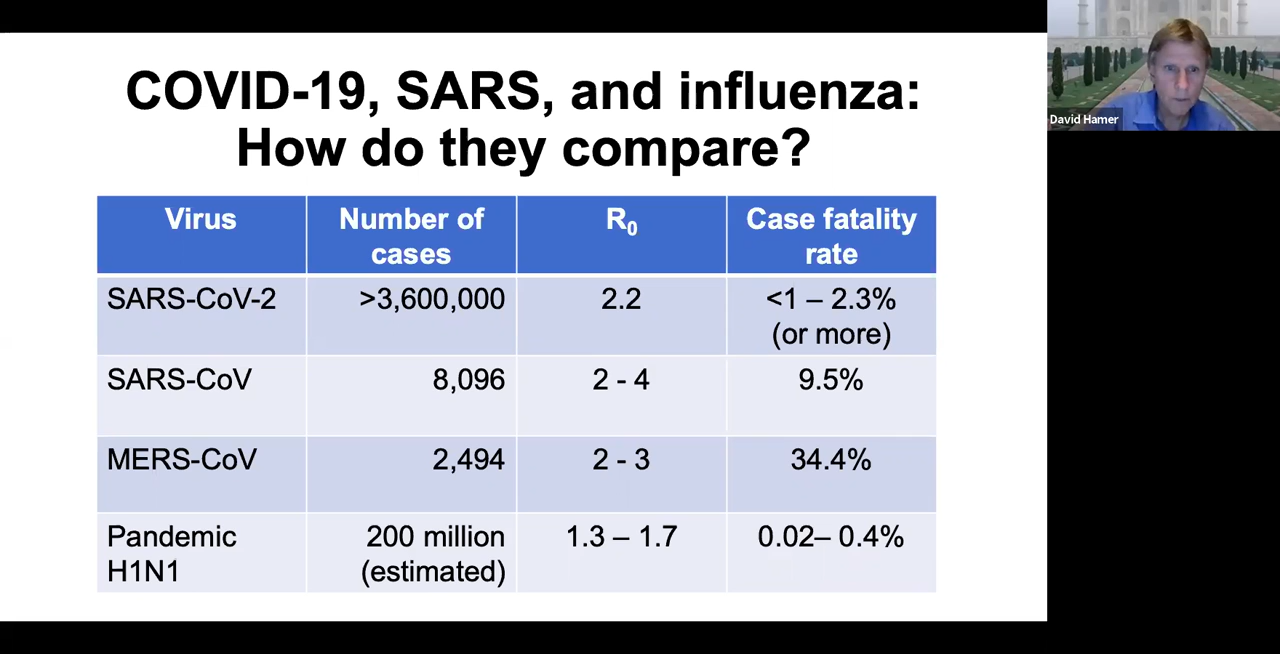 COVID-19, SARS, and influenza:
How do they compare?
Virus
Number of
cases
R₀
Case fatality
rate
SARS-CoV-2
>3,600,000
2.2
<1 – 2.3%
(or more)
SARS-CoV
8,096
2 - 4
9.5%
MERS-CoV
2,494
2 - 3
34.4%
Pandemic
H1N1
200 million
(estimated)
1.3 – 1.7
0.02– 0.4%
David Hamer